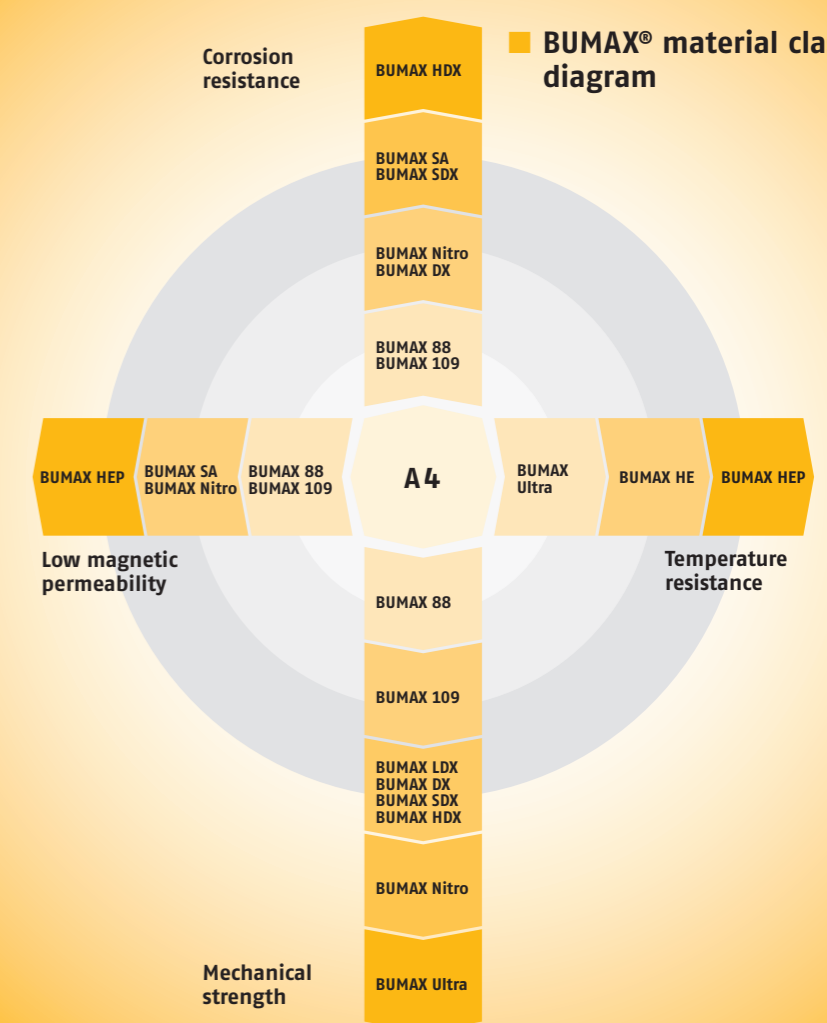 BUMAX® material cla
diagram
Corrosion
resistance
BUMAX HDX
BUMAX SA
BUMAX SDX
BUMAX Nitro
BUMAX DX
BUMAX 88
BUMAX 109
BUMAX HEP
BUMAX SA
BUMAX Nitro
BUMAX 88
BUMAX 109
A4
BUMAX
Ultra
BUMAX HE
BUMAX HEP
Low magnetic
permeability
Temperature
resistance
BUMAX 88
BUMAX 109
BUMAX LDX
BUMAX DX
BUMAX SDX
BUMAX HDX
BUMAX Nitro
Mechanical
strength
BUMAX Ultra